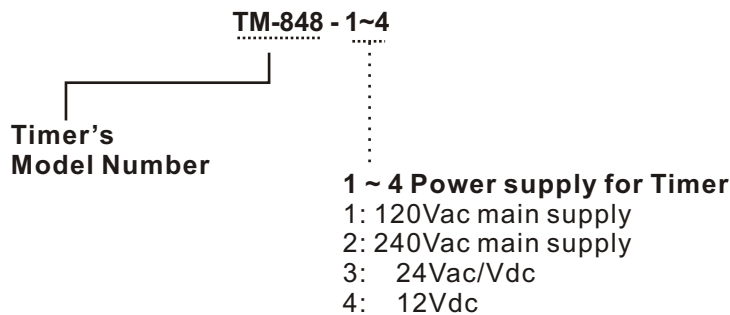 TM-848 - 1~4
Timer's
Model Number
1 ~ 4 Power supply for Timer
1: 120Vac main supply
2: 240Vac main supply
3: 24Vac/Vdc
4: 12Vdc